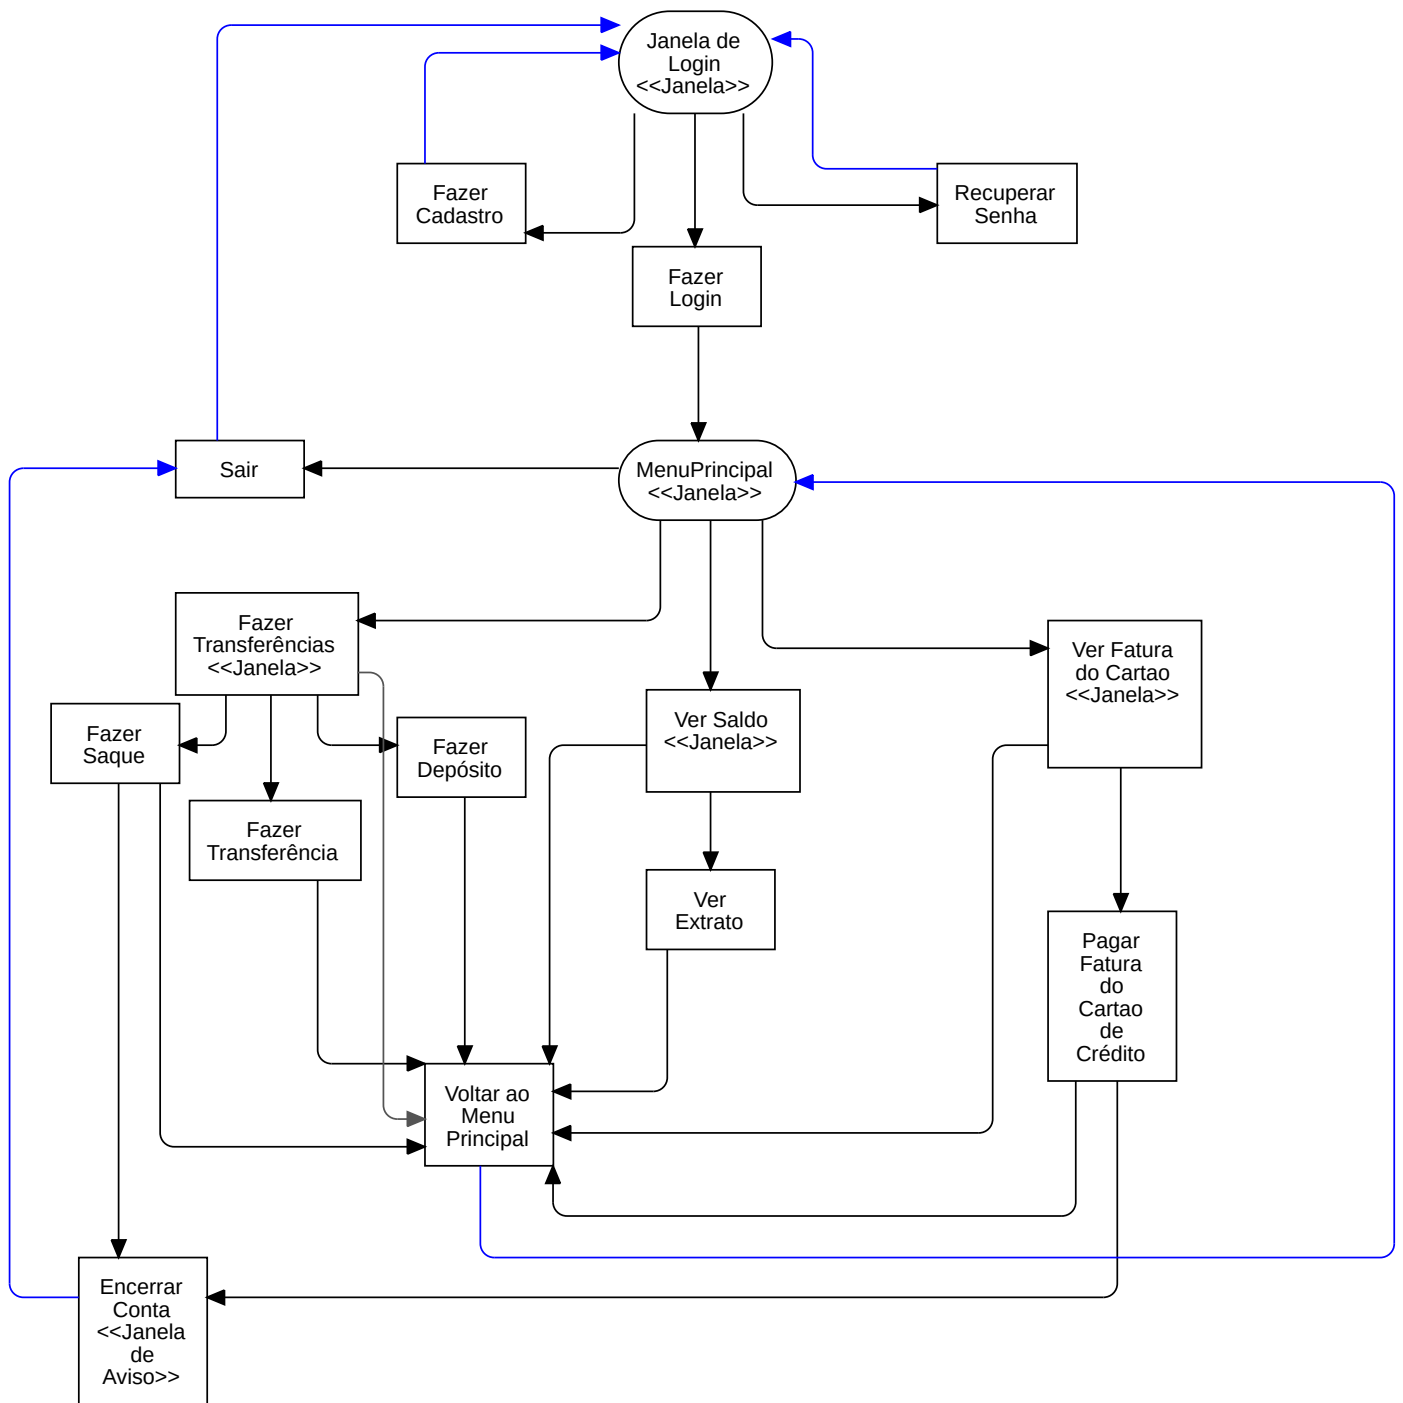 Janela de
Login
<<Janela>>
Fazer
Cadastro
Recuperar
Senha
Fazer
Login
Sair
MenuPrincipal
<<Janela>>
Fazer
Transferências
<<Janela>>
Ver Fatura
do Cartao
<<Janela>>
Fazer
Saque
Fazer
Depósito
Ver Saldo
<<Janela>>
Fazer
Transferência
Ver
Extrato
Pagar
Fatura
do
Cartao
de
Crédito
Voltar ao
Menu
Principal
Encerrar
Conta
<<Janela
de
Aviso>>